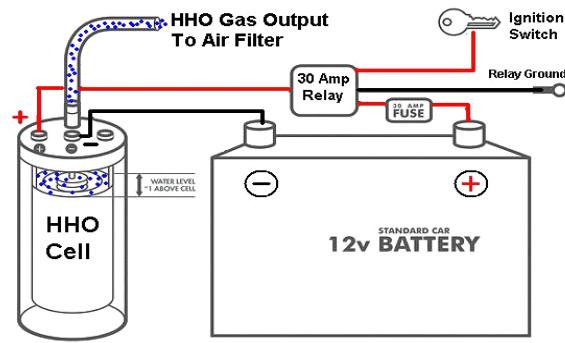 HHO Gas Output
To Air Filter
Ignition
Switch
Relay Ground
30 Amp
Relay
30 AMP
FUSE
+
−
+
−
WATER LEVEL
~1 ABOVE CELL
HHO
Cell
−
+
STANDARD CAR
12v BATTERY